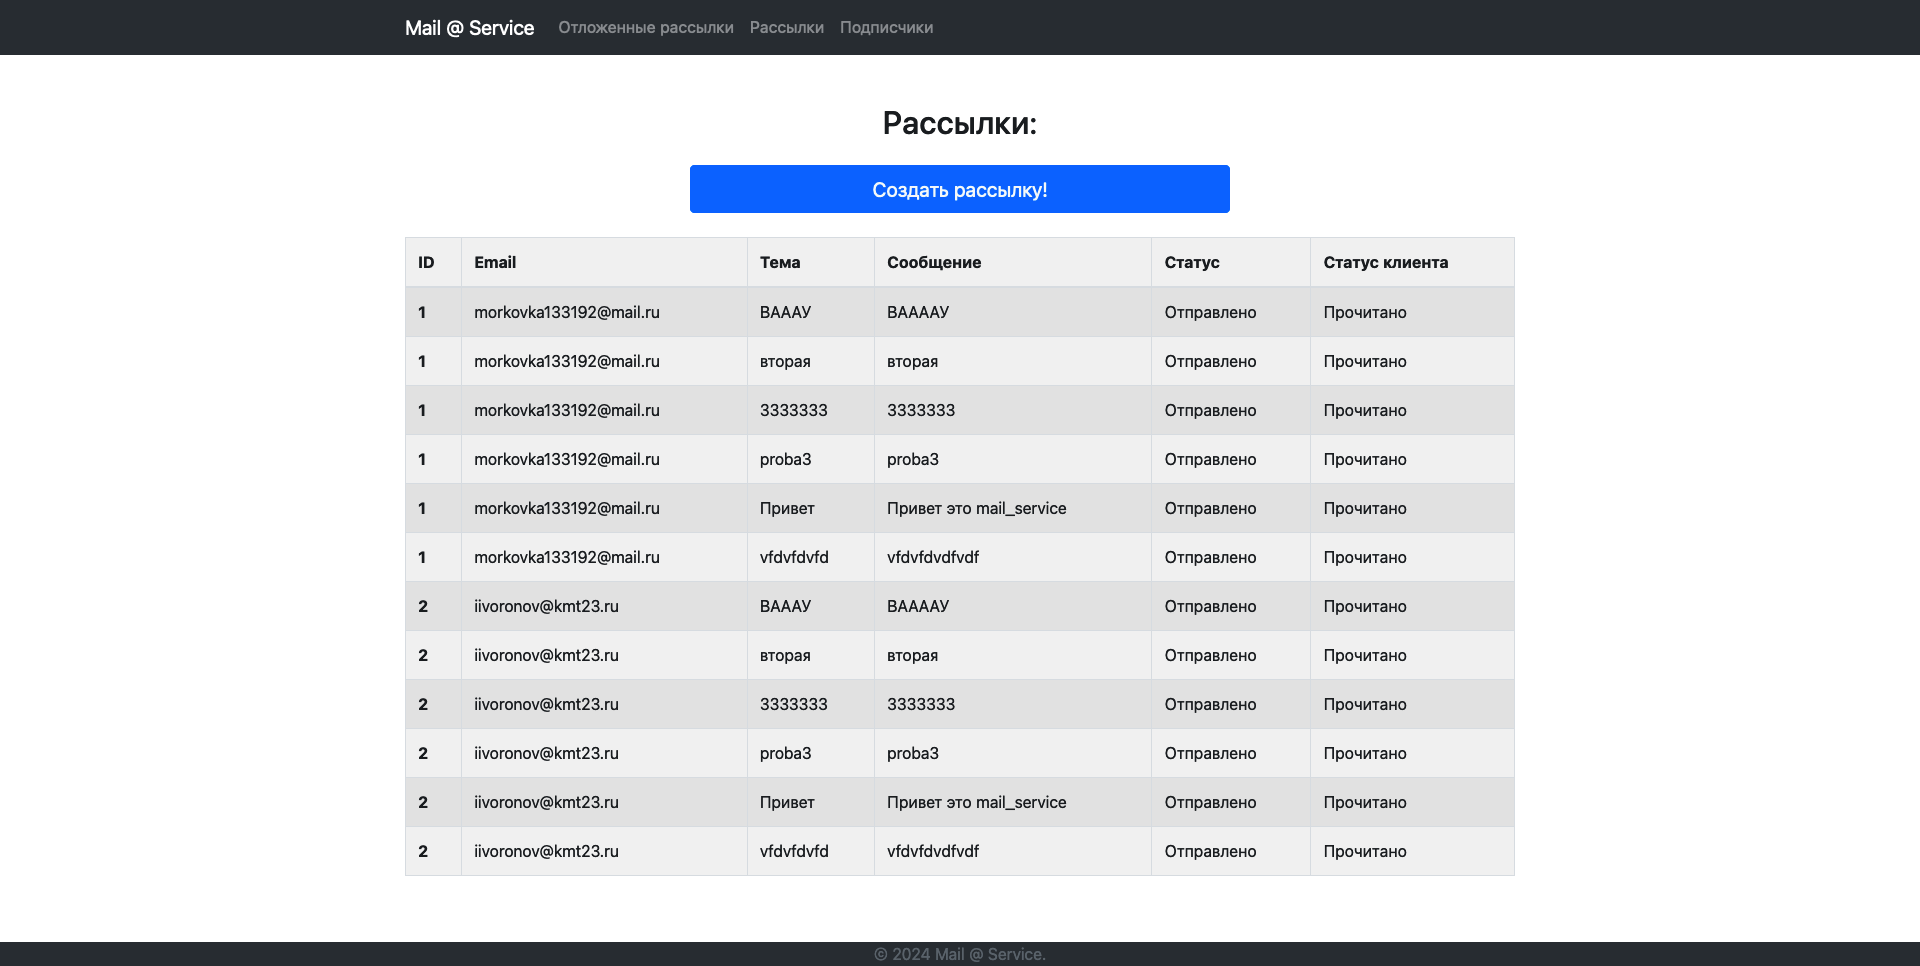 Mail @ Service Отложенные рассылки Рассылки Подписчики
Рассылки:
Создать рассылку!
ID Email Тема Сообщение Статус Статус клиента
1 morkovka133192@mail.ru ВАААУ ВААААУ Отправлено Прочитано
1 morkovka133192@mail.ru вторая вторая Отправлено Прочитано
1 morkovka133192@mail.ru 3333333 3333333 Отправлено Прочитано
1 morkovka133192@mail.ru proba3 proba3 Отправлено Прочитано
1 morkovka133192@mail.ru Привет Привет это mail_service Отправлено Прочитано
1 morkovka133192@mail.ru vfdvfdvfd vfdvfdvdfvdf Отправлено Прочитано
2 iivoronov@kmt23.ru ВАААУ ВААААУ Отправлено Прочитано
2 iivoronov@kmt23.ru вторая вторая Отправлено Прочитано
2 iivoronov@kmt23.ru 3333333 3333333 Отправлено Прочитано
2 iivoronov@kmt23.ru proba3 proba3 Отправлено Прочитано
2 iivoronov@kmt23.ru Привет Привет это mail_service Отправлено Прочитано
2 iivoronov@kmt23.ru vfdvfdvfd vfdvfdvdfvdf Отправлено Прочитано
© 2024 Mail @ Service.